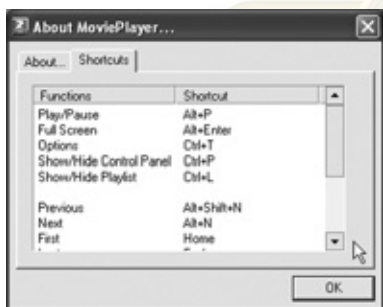 About MoviePlayer...
About... Shortcuts
Functions Shortcut
Play/Pause Alt+P
Full Screen Alt+Enter
Options Ctrl+T
Show/Hide Control Panel Ctrl+P
Show/Hide Playlist Ctrl+L
Previous Alt+Shift+N
Next Alt+N
First Home
OK